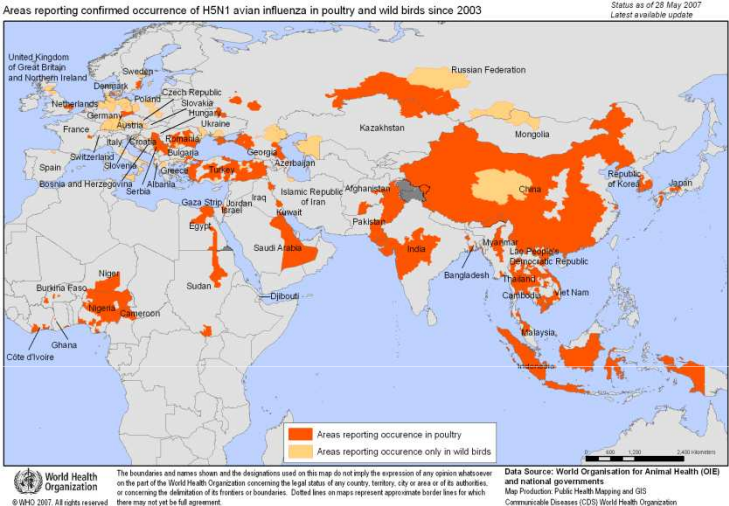 Areas reporting confirmed occurrence of H5N1 avian influenza in poultry and wild birds since 2003
Status as of 28 May 2007
Latest available update
United Kingdom
of Great Britain
and Northern Ireland
Sweden
Denmark
Russian Federation
Netherlands
Poland
Czech Republic
Slovakia
Hungary
Germany
Austria
Ukraine
France
Italy
Croatia
Romania
Kazakhstan
Mongolia
Switzerland
Bulgaria
Georgia
Slovenia
Azerbaijan
Spain
Greece
Turkey
Bosnia and Herzegovina
Albania
Serbia
China
Republic
of Korea
Japan
Gaza Strip
Jordan
Israel
Iraq
Kuwait
Islamic Republic
of Iran
Afghanistan
Pakistan
Egypt
Saudi Arabia
India
Myanmar
Lao People's
Democratic Republic
Bangladesh
Thailand
Viet Nam
Cambodia
Niger
Sudan
Burkina Faso
Nigeria
Cameroon
Djibouti
Ghana
Côte d'Ivoire
Malaysia
Indonesia
Areas reporting occurence in poultry
Areas reporting occurence only in wild birds
0 600 1,200 2,400 Kilometers
World Health
Organization
© WHO 2007. All rights reserved
The boundaries and names shown and the designations used on this map do not imply the expression of any opinion whatsoever
on the part of the World Health Organization concerning the legal status of any country, territory, city or area or of its authorities,
or concerning the delimitation of its frontiers or boundaries. Dotted lines on maps represent approximate border lines for which
there may not yet be full agreement.
Data Source: World Organisation for Animal Health (OIE)
and national governments
Map Production: Public Health Mapping and GIS
Communicable Diseases (CDS) World Health Organization